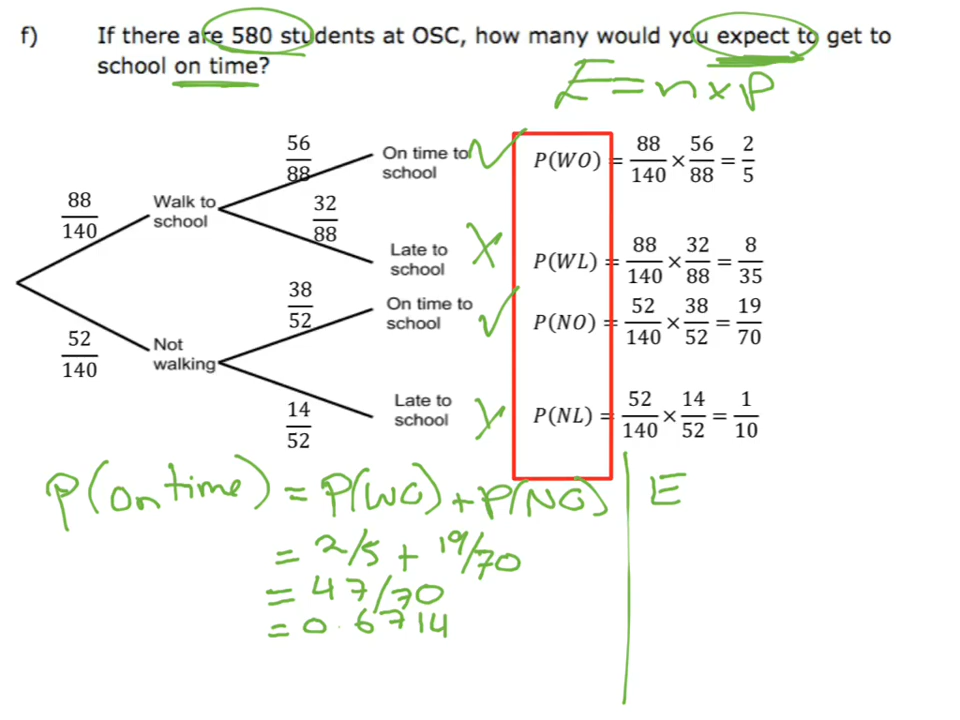 f) If there are 580 students at OSC, how many would you expect to get to
school on time?
E = n x p
56/88
On time to school
P(WO) = 88/140 × 56/88 = 2/5
88/140
Walk to school
32/88
Late to school
P(WL) = 88/140 × 32/88 = 8/35
38/52
On time to school
P(NO) = 52/140 × 38/52 = 19/70
52/140
Not walking
14/52
Late to school
P(NL) = 52/140 × 14/52 = 1/10
P(on time) = P(WO) + P(NO)
= 2/5 + 19/70
= 47/70
= 0.6714
E